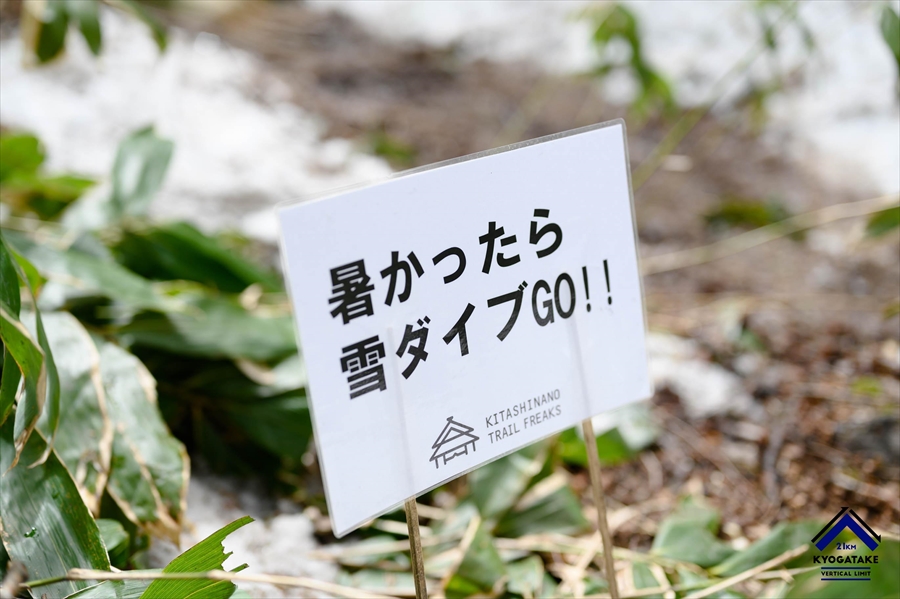 暑かったら
雪ダイブGO!!
KITASHINANO
TRAIL FREAKS
21KM
KYOGATAKE
VERTICAL LIMIT